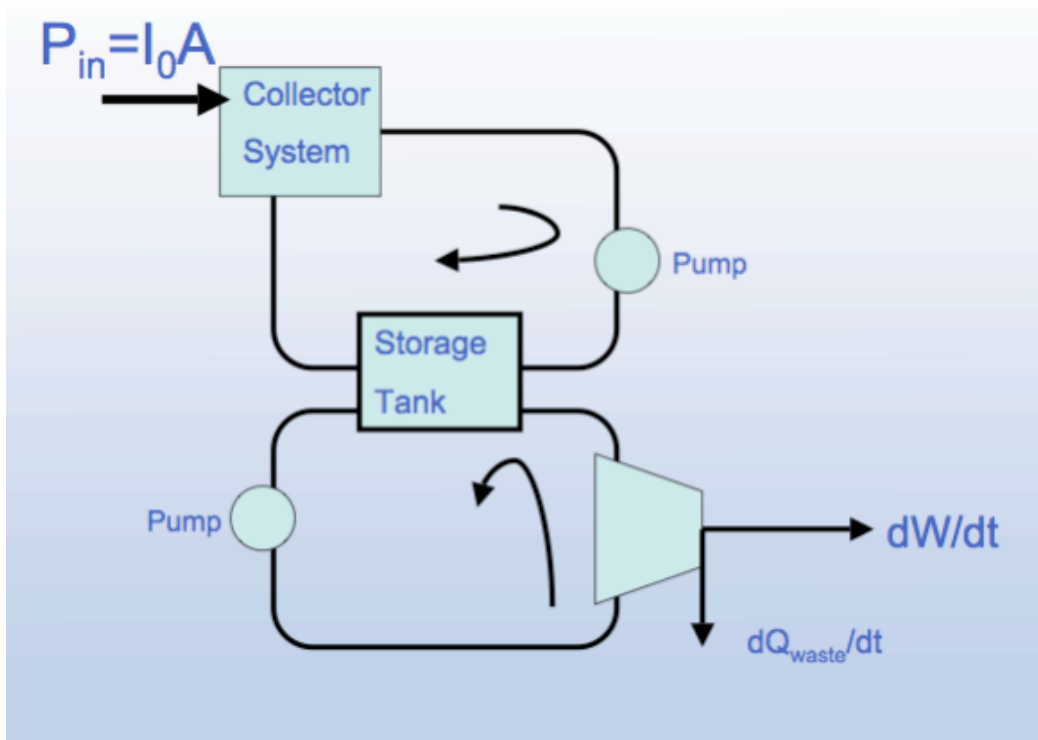 P_in=I_0A
Collector
System
Pump
Storage
Tank
Pump
dW/dt
dQ_waste/dt